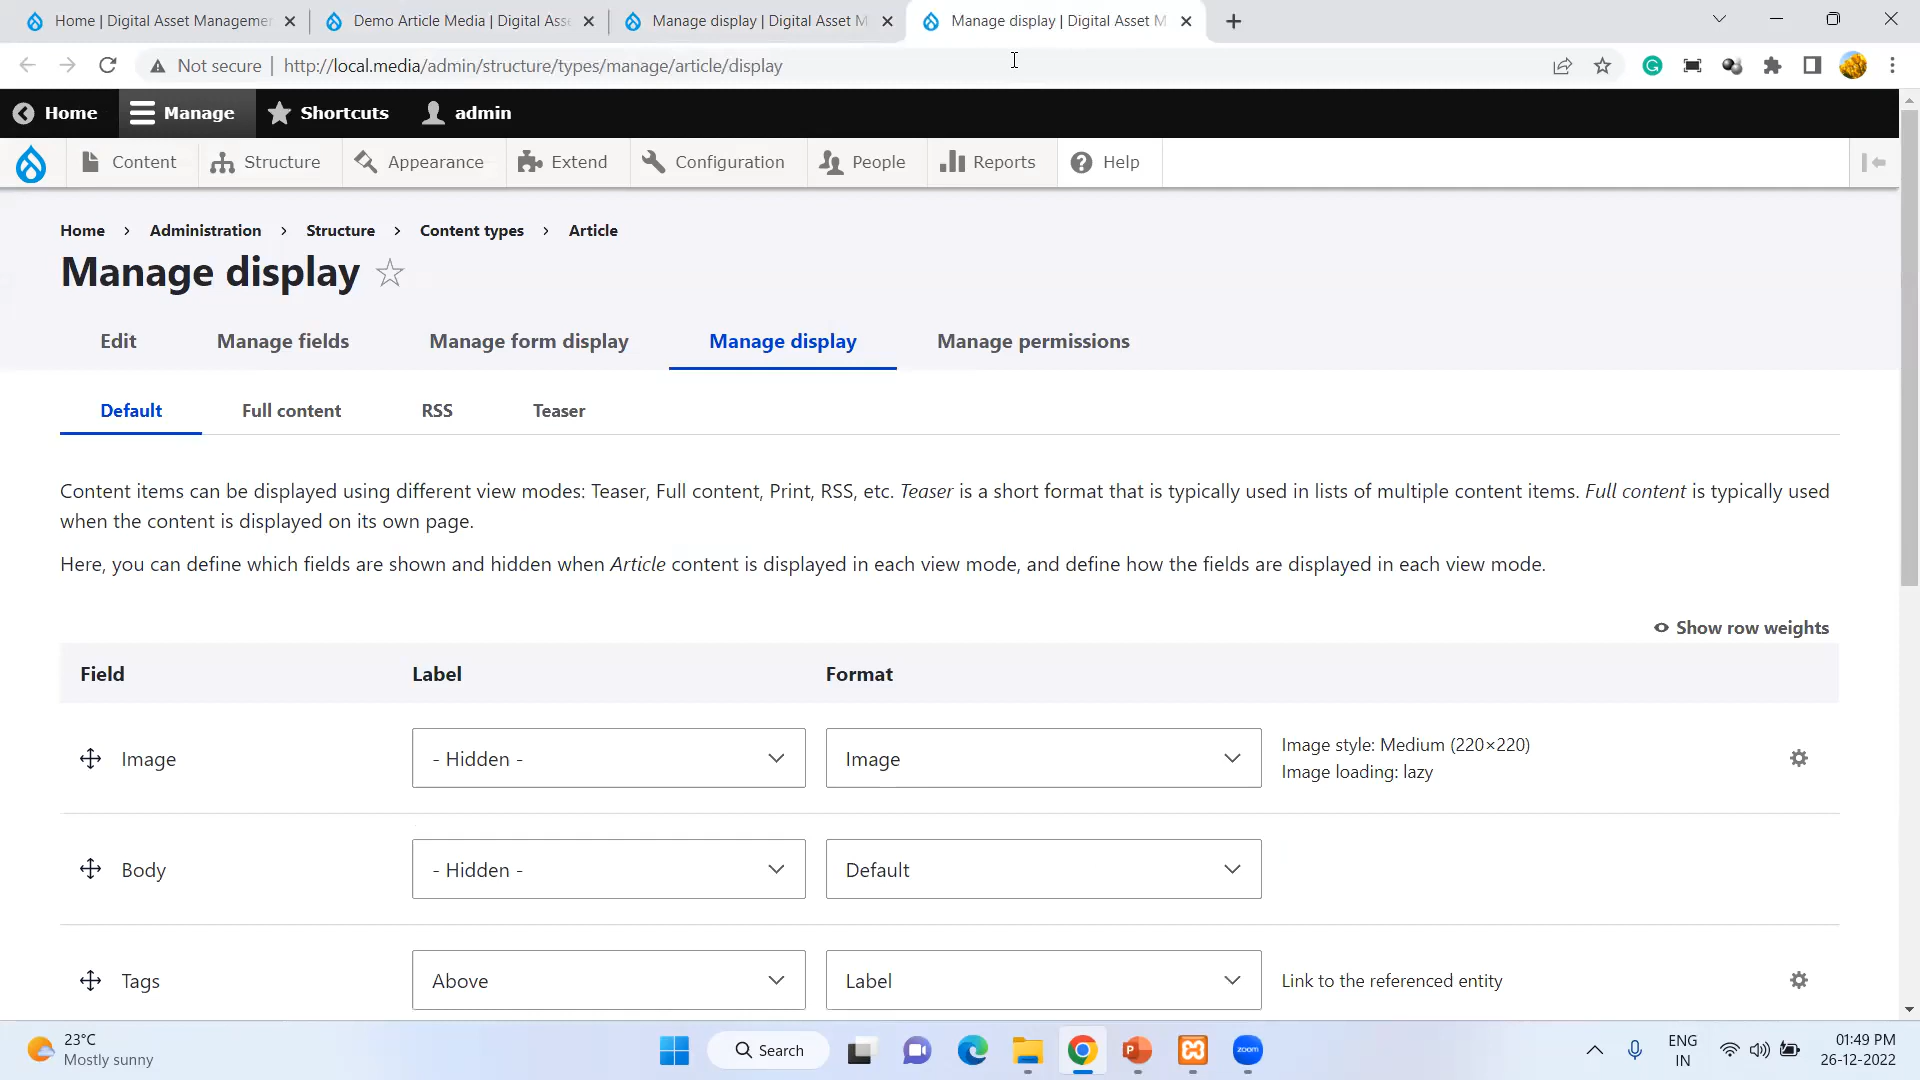 Home | Digital Asset Manageme
Demo Article Media | Digital Ass
Manage display | Digital Asset M
Manage display | Digital Asset M
Not secure | http://local.media/admin/structure/types/manage/article/display
Home
Manage
Shortcuts
admin
Content
Structure
Appearance
Extend
Configuration
People
Reports
Help
Home > Administration > Structure > Content types > Article
Manage display
Edit
Manage fields
Manage form display
Manage display
Manage permissions
Default
Full content
RSS
Teaser
Content items can be displayed using different view modes: Teaser, Full content, Print, RSS, etc. Teaser is a short format that is typically used in lists of multiple content items. Full content is typically used
when the content is displayed on its own page.
Here, you can define which fields are shown and hidden when Article content is displayed in each view mode, and define how the fields are displayed in each view mode.
Show row weights
Field
Label
Format
Image
- Hidden -
Image
Image style: Medium (220×220)
Image loading: lazy
Body
- Hidden -
Default
Tags
Above
Label
Link to the referenced entity
23°C
Mostly sunny
Search
zoom
ENG
IN
01:49 PM
26-12-2022